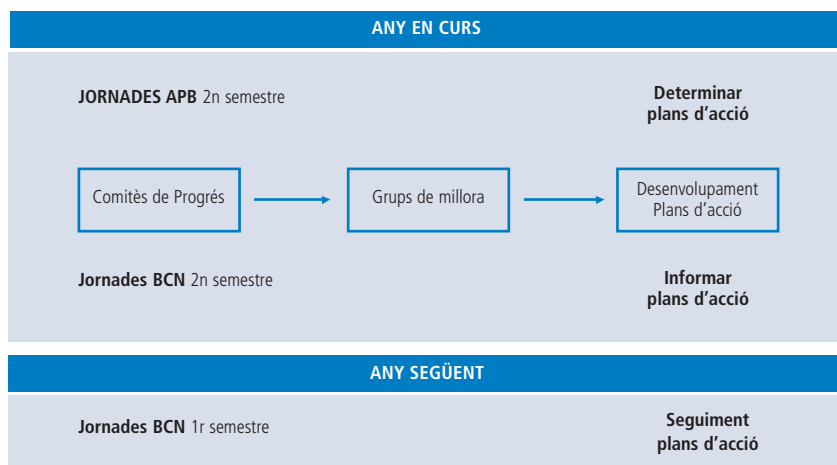 ANY EN CURS
JORNADES APB 2n semestre
Determinar
plans d’acció
Comitès de Progrés
Grups de millora
Desenvolupament
Plans d’acció
Jornades BCN 2n semestre
Informar
plans d’acció
ANY SEGÜENT
Jornades BCN 1r semestre
Seguiment
plans d’acció